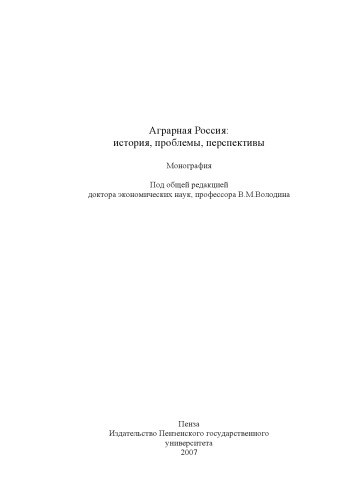 Аграрная Россия:
история, проблемы, перспективы
Монография
Под общей редакцией
доктора экономических наук, профессора В.М.Володина
Пенза
Издательство Пензенского государственного
университета
2007